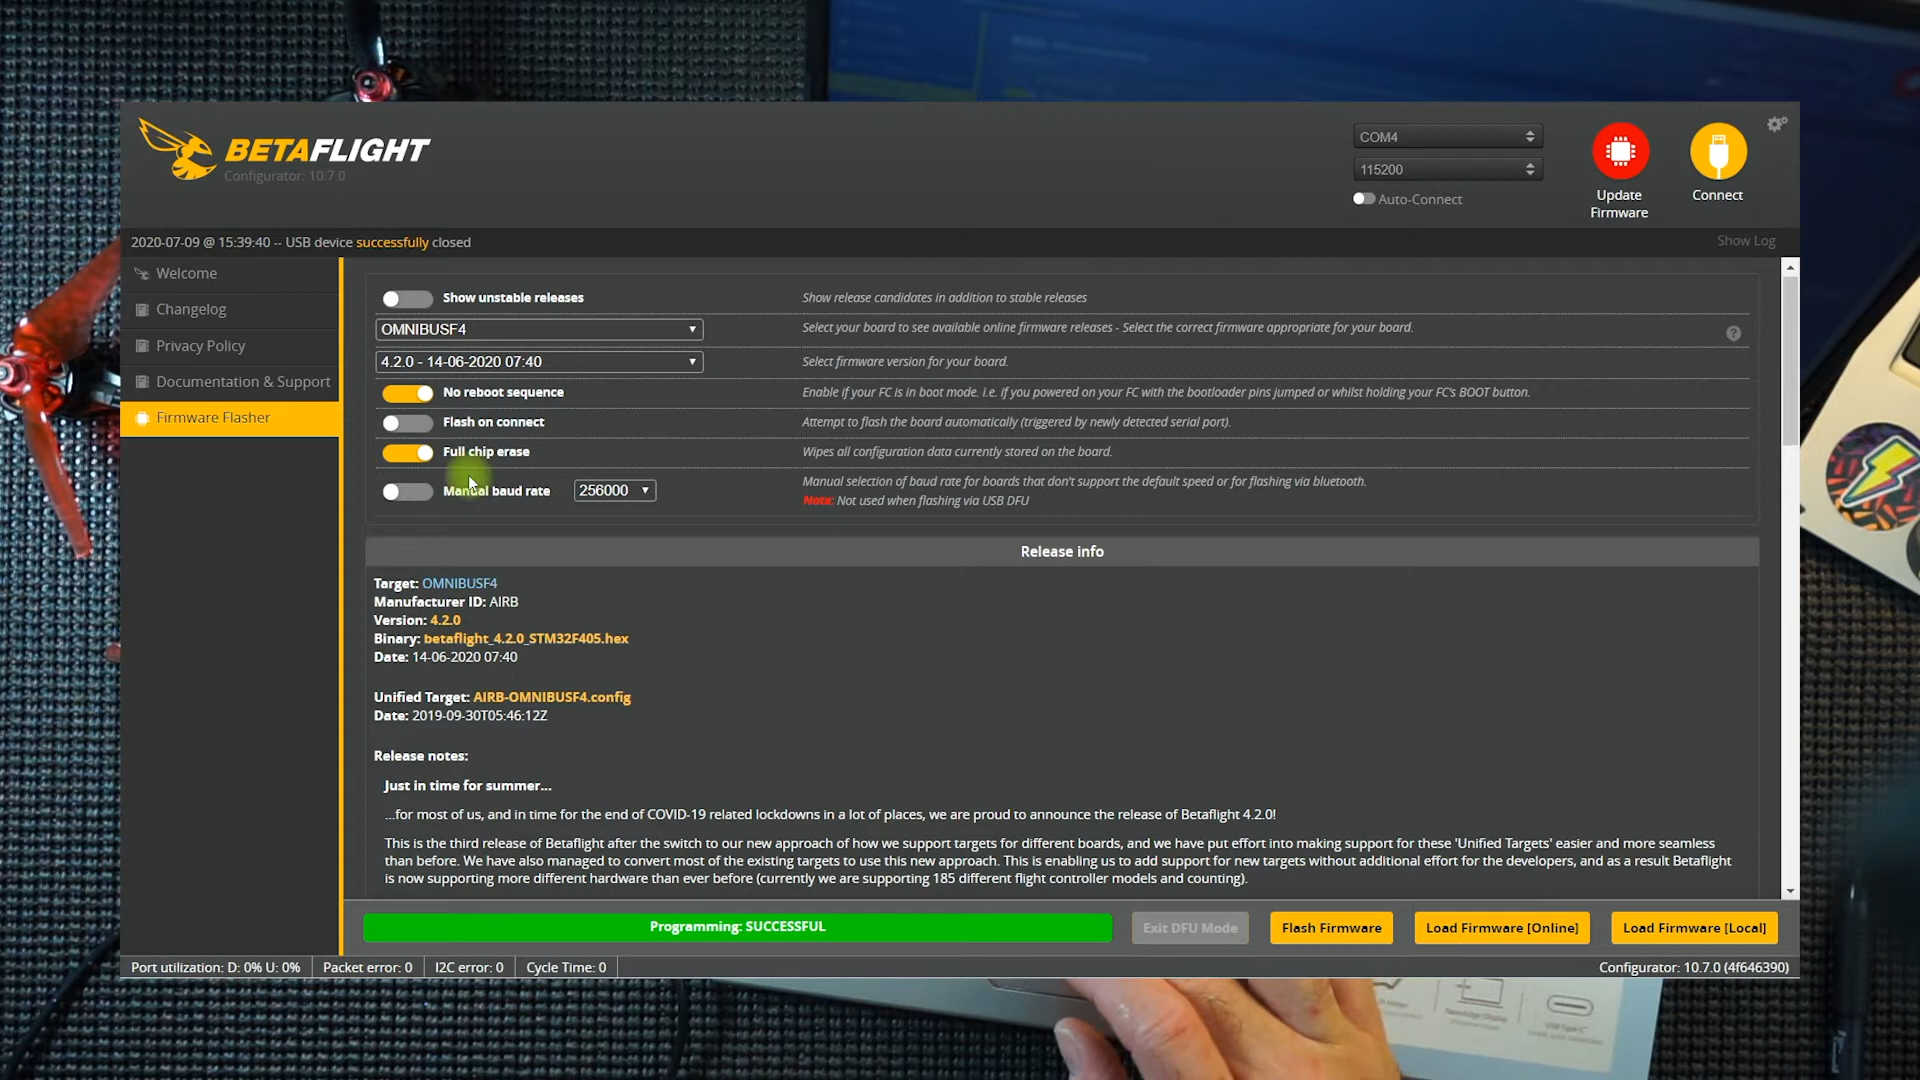 BETAFLIGHT
Configurator: 10.7.0
COM4
115200
Auto-Connect
Update
Firmware
Connect
2020-07-09 @ 15:39:40 -- USB device successfully closed
Show Log
Welcome
Changelog
Privacy Policy
Documentation & Support
Firmware Flasher
Show unstable releases
Show release candidates in addition to stable releases
OMNIBUSF4
Select your board to see available online firmware releases - Select the correct firmware appropriate for your board.
4.2.0 - 14-06-2020 07:40
Select firmware version for your board.
No reboot sequence
Enable if your FC is in boot mode. i.e. if you powered on your FC with the bootloader pins jumped or whilst holding your FC's BOOT button.
Flash on connect
Attempt to flash the board automatically (triggered by newly detected serial port).
Full chip erase
Wipes all configuration data currently stored on the board.
Manual baud rate
256000
Manual selection of baud rate for boards that don't support the default speed or for flashing via bluetooth.
Note: Not used when flashing via USB DFU
Release info
Target: OMNIBUSF4
Manufacturer ID: AIRB
Version: 4.2.0
Binary: betaflight_4.2.0_STM32F405.hex
Date: 14-06-2020 07:40
Unified Target: AIRB-OMNIBUSF4.config
Date: 2019-09-30T05:46:12Z
Release notes:
Just in time for summer...
...for most of us, and in time for the end of COVID-19 related lockdowns in a lot of places, we are proud to announce the release of Betaflight 4.2.0!
This is the third release of Betaflight after the switch to our new approach of how we support targets for different boards, and we have put effort into making support for these 'Unified Targets' easier and more seamless
than before. We have also managed to convert most of the existing targets to use this new approach. This is enabling us to add support for new targets without additional effort for the developers, and as a result Betaflight
is now supporting more different hardware than ever before (currently we are supporting 185 different flight controller models and counting).
Programming: SUCCESSFUL
Exit DFU Mode
Flash Firmware
Load Firmware [Online]
Load Firmware [Local]
Port utilization: D: 0% U: 0%
Packet error: 0
I2C error: 0
Cycle Time: 0
Configurator: 10.7.0 (4f646390)